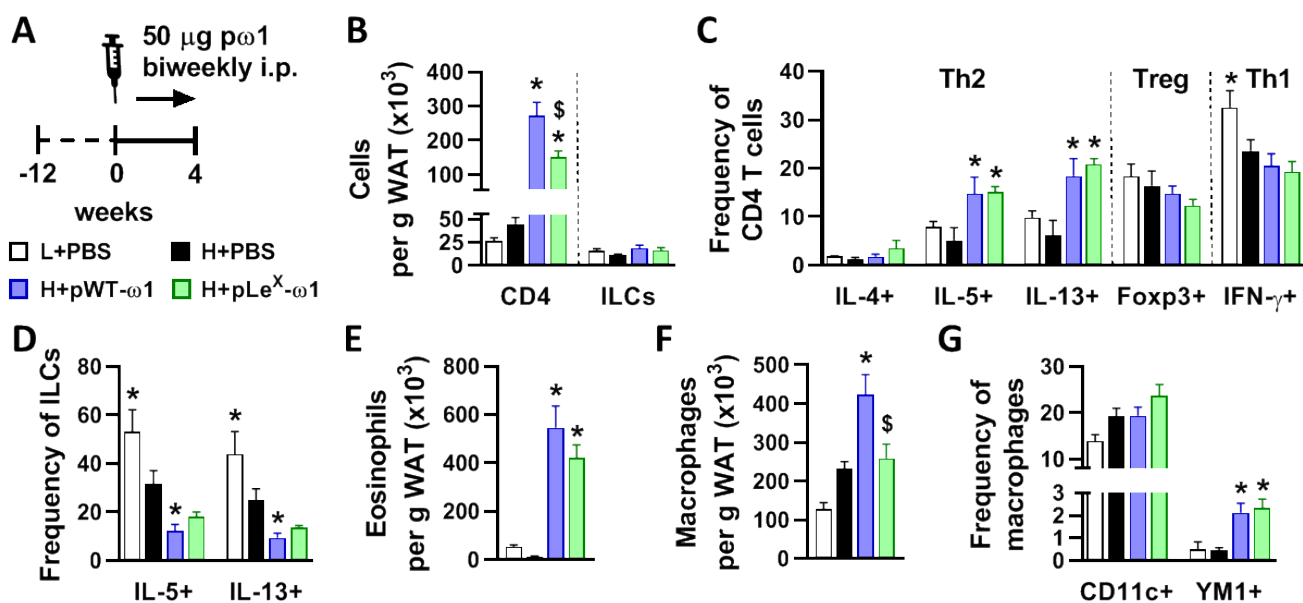 A
50 μg pω1
biweekly i.p.
-12
0
4
weeks
L+PBS
H+PBS
H+pWT-ω1
H+pLeX-ω1
B
Cells
per g WAT (x103)
400
300
200
100
50
25
0
*
$
*
CD4
ILCs
C
Frequency of
CD4 T cells
40
30
20
10
0
Th2
Treg
Th1
* * * * *
IL-4+
IL-5+
IL-13+
Foxp3+
IFN-γ+
D
Frequency of ILCs
80
60
40
20
0
* * * *
IL-5+
IL-13+
E
Eosinophils
per g WAT (x103)
800
600
400
200
0
* *
F
Macrophages
per g WAT (x103)
500
400
300
200
100
0
*
$
G
Frequency of
macrophages
30
20
10
3
2
1
0
* *
CD11c+
YM1+